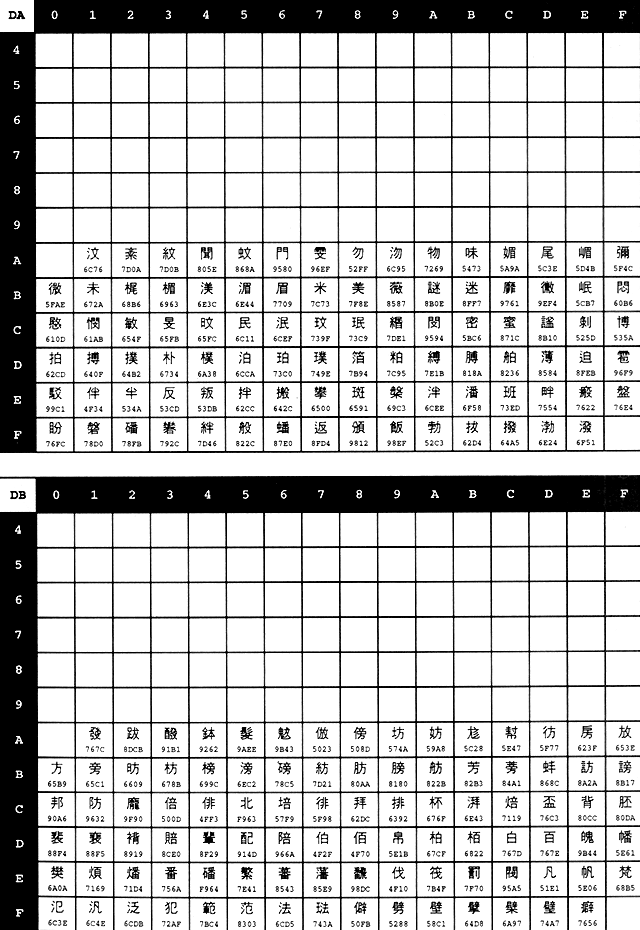 DA 0 1 2 3 4 5 6 7 8 9 A B C D E F
4
5
6
7
8
9
A 汶 紊 紋 聞 蚊 門 雯 勿 沕 物 味 媚 尾 嵋 彌
6C76 7D0A 7D0B 805E 868A 9580 96EF 52FF 6C95 7269 5473 5A9A 5C3E 5D4B 5F4C
B 微 未 梶 楣 渼 湄 眉 米 美 薇 謎 迷 靡 黴 岷 悶
5FAE 672A 68B6 6963 6E3C 6E44 7709 7C73 7F8E 8587 8B0E 8FF7 9761 9EF4 5CB7 60B6
C 愍 憫 敏 旻 旼 民 泯 玟 珉 緡 閔 密 蜜 謐 剝 博
610D 61AB 654F 65FB 65FC 6C11 6CEF 739F 73C9 7DE1 9594 5BC6 871C 8B10 525D 535A
D 拍 搏 撲 朴 樸 泊 珀 璞 箔 粕 縛 膊 舶 薄 迫 雹
62CD 640F 64B2 6734 6A38 6CCA 73C0 749E 7B94 7C95 7E1B 818A 8236 8584 8FEB 96F9
E 駁 伴 半 反 叛 拌 搬 攀 斑 槃 泮 潘 班 畔 瘢 盤
99C1 4F34 534A 53CD 53DB 62CC 642C 6500 6591 69C3 6CEE 6F58 73ED 7554 7622 76E4
F 盼 磐 磻 礬 絆 般 蟠 返 頒 飯 勃 拔 撥 渤 潑
76FC 78D0 78FB 792C 7D46 822C 87E0 8FD4 9812 98EF 52C3 62D4 64A5 6E24 6F51
DB 0 1 2 3 4 5 6 7 8 9 A B C D E F
4
5
6
7
8
9
A 發 跋 醱 鉢 髮 魃 倣 傍 坊 妨 尨 幇 彷 房 放
767C 8DCB 91B1 9262 9AEE 9B43 5023 508D 574A 59A8 5C28 5E47 5F77 623F 653E
B 方 旁 昉 枋 榜 滂 磅 紡 肪 膀 舫 芳 蒡 蚌 訪 謗
65B9 65C1 6609 678B 699C 6EC2 78C5 7D21 80AA 8180 822B 82B3 84A1 868C 8A2A 8B17
C 邦 防 龐 倍 俳 北 培 徘 拜 排 杯 湃 焙 盃 背 胚
90A6 9632 9F90 500D 4FF3 F963 57F9 5F98 62DC 6392 676F 6E43 7119 76C3 80CC 80DA
D 裴 裵 褙 賠 輩 配 陪 伯 佰 帛 柏 栢 白 百 魄 幡
88F4 88F5 8919 8CE0 8F29 914D 966A 4F2F 4F70 5E1B 67CF 6822 767D 767E 9B44 5E61
E 樊 煩 燔 番 磻 繁 蕃 藩 飜 伐 筏 罰 閥 凡 帆 梵
6A0A 7169 71D4 756A F964 7E41 8543 85E9 98DC 4F10 7B4F 7F70 95A5 51E1 5E06 68B5
F 氾 汎 泛 犯 範 范 法 琺 僻 劈 壁 擘 檗 璧 癖
6C3E 6C4E 6CDB 72AF 7BC4 8303 6CD5 743A 50FB 5288 58C1 64D8 6A97 74A7 7656